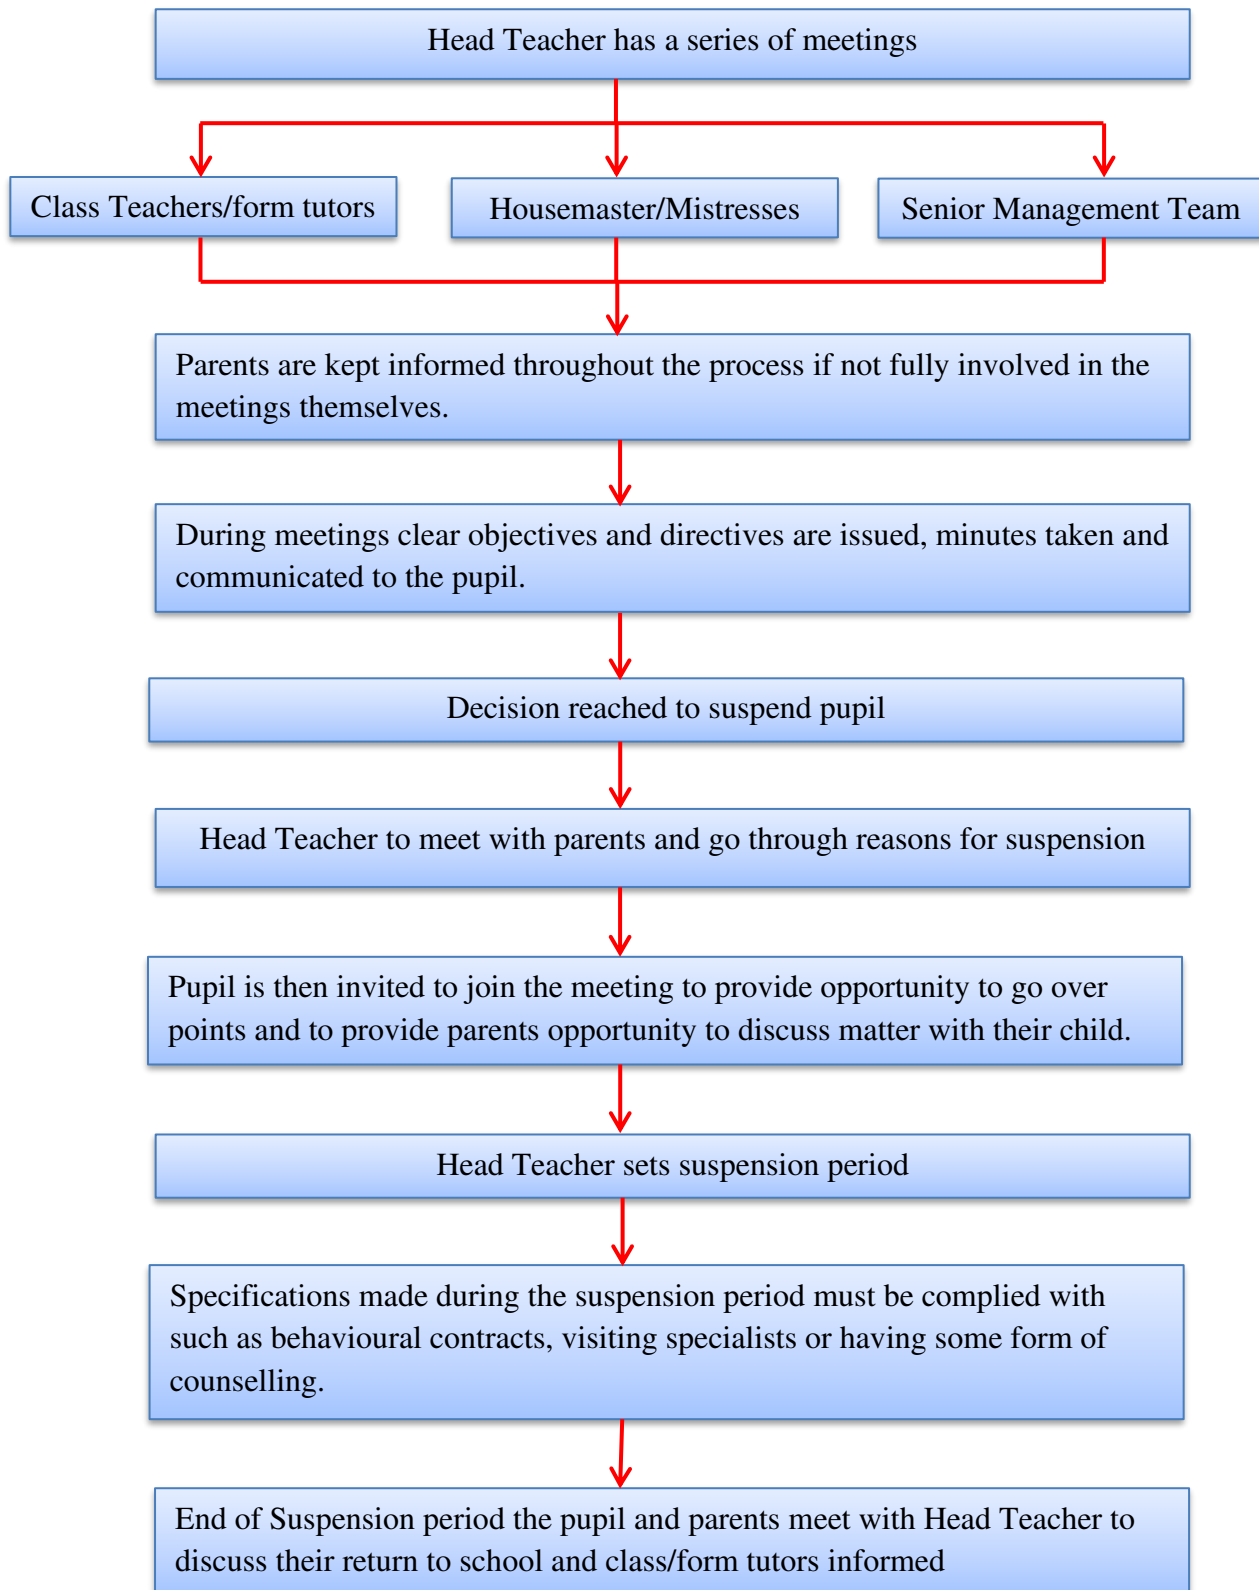 Head Teacher has a series of meetings
Class Teachers/form tutors
Housemaster/Mistresses
Senior Management Team
Parents are kept informed throughout the process if not fully involved in the
meetings themselves.
During meetings clear objectives and directives are issued, minutes taken and
communicated to the pupil.
Decision reached to suspend pupil
Head Teacher to meet with parents and go through reasons for suspension
Pupil is then invited to join the meeting to provide opportunity to go over
points and to provide parents opportunity to discuss matter with their child.
Head Teacher sets suspension period
Specifications made during the suspension period must be complied with
such as behavioural contracts, visiting specialists or having some form of
counselling.
End of Suspension period the pupil and parents meet with Head Teacher to
discuss their return to school and class/form tutors informed